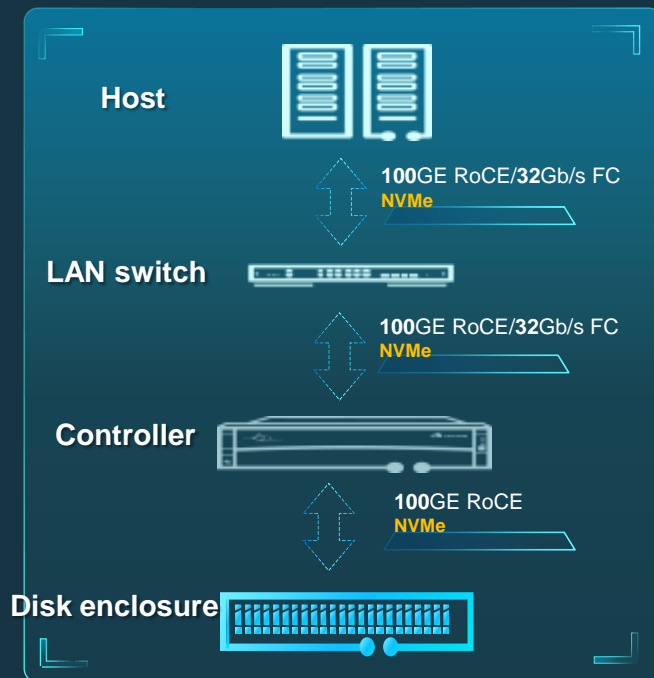 Host
100GE RoCE/32Gb/s FC
NVMe
LAN switch
100GE RoCE/32Gb/s FC
NVMe
Controller
100GE RoCE
NVMe
Disk enclosure